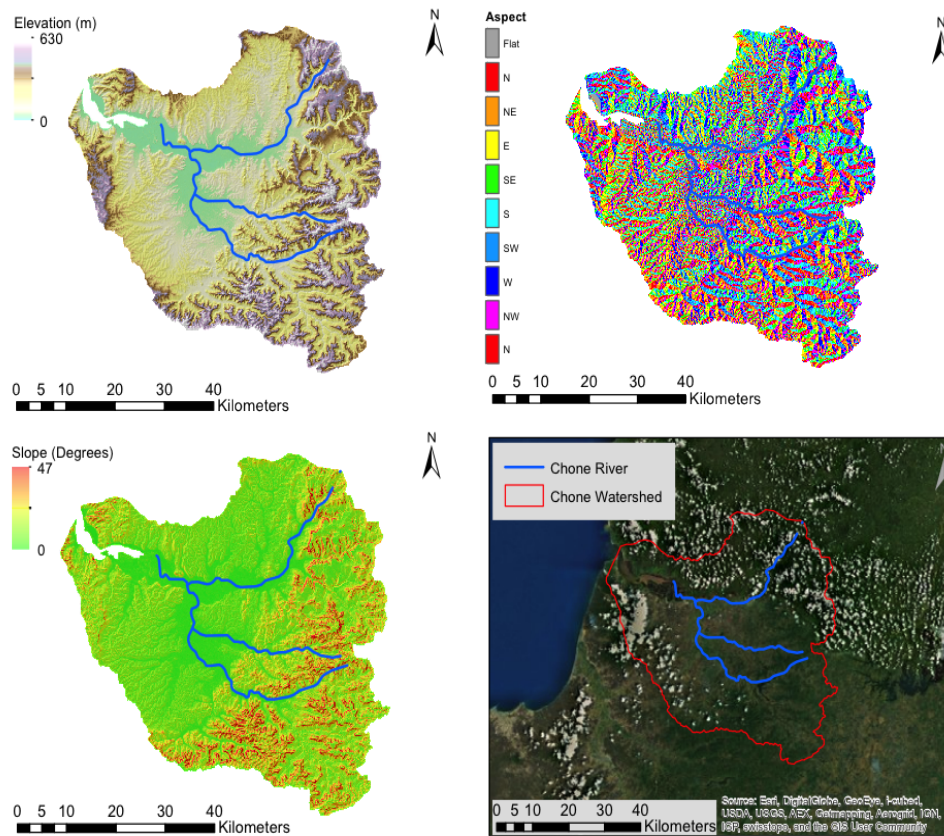 Elevation (m)
630
0
N
0 5 10 20 30 40
Kilometers
Aspect
Flat
N
NE
E
SE
S
SW
W
NW
N
N
0 5 10 20 30 40
Kilometers
Slope (Degrees)
47
0
N
0 5 10 20 30 40
Kilometers
Chone River
Chone Watershed
0 5 10 20 30 40
Kilometers
Source: Esri, DigitalGlobe, GeoEye, i-cubed,
USDA, USGS, AEX, Getmapping, Aerogrid, IGN,
IGP, swisstopo, and the GIS User Community